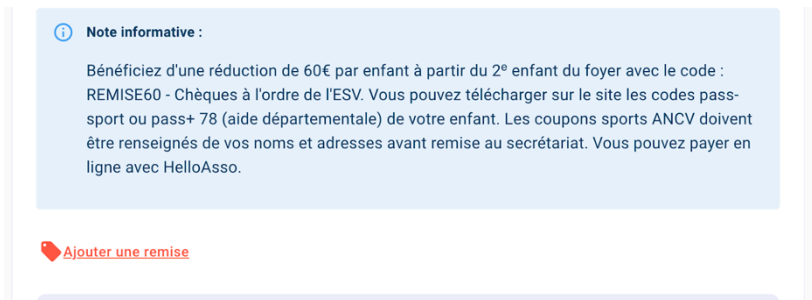 Note informative :
Bénéficiez d'une réduction de 60€ par enfant à partir du 2ᵉ enfant du foyer avec le code :
REMISE60 - Chèques à l'ordre de l'ESV. Vous pouvez télécharger sur le site les codes pass-
sport ou pass+ 78 (aide départementale) de votre enfant. Les coupons sports ANCV doivent
être renseignés de vos noms et adresses avant remise au secrétariat. Vous pouvez payer en
ligne avec HelloAsso.
Ajouter une remise